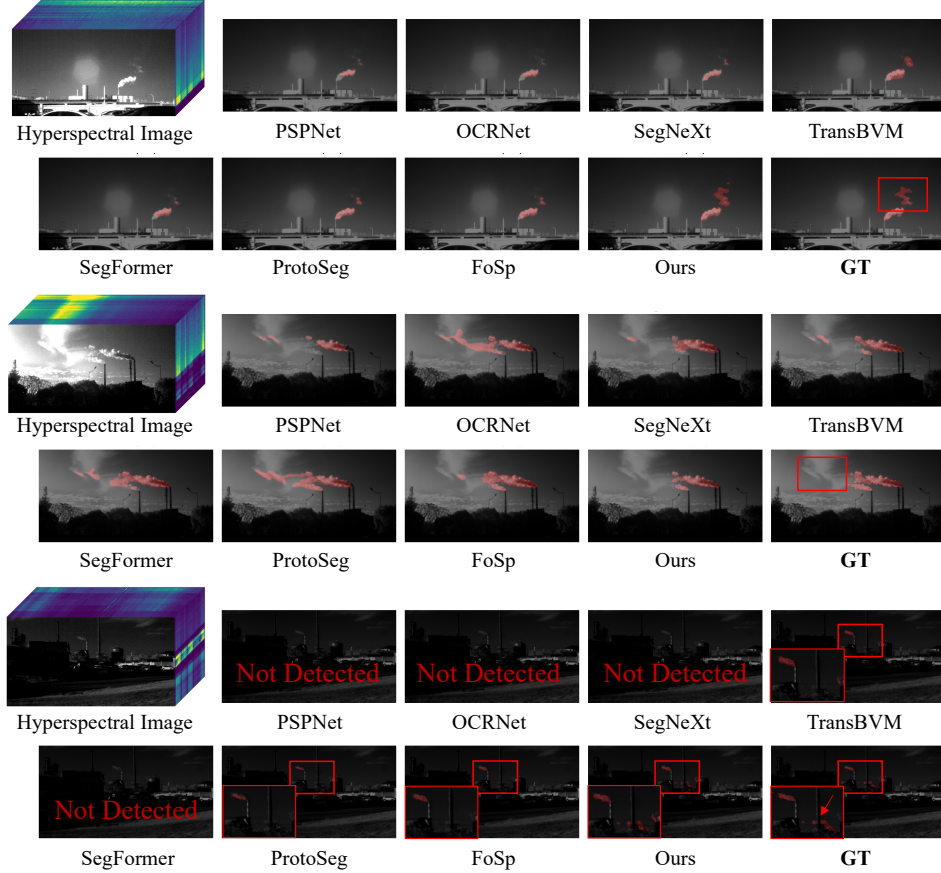 Hyperspectral Image PSPNet OCRNet SegNeXt TransBVM
SegFormer ProtoSeg FoSp Ours GT
Hyperspectral Image PSPNet OCRNet SegNeXt TransBVM
SegFormer ProtoSeg FoSp Ours GT
Not Detected Not Detected Not Detected
Hyperspectral Image PSPNet OCRNet SegNeXt TransBVM
Not Detected
SegFormer ProtoSeg FoSp Ours GT